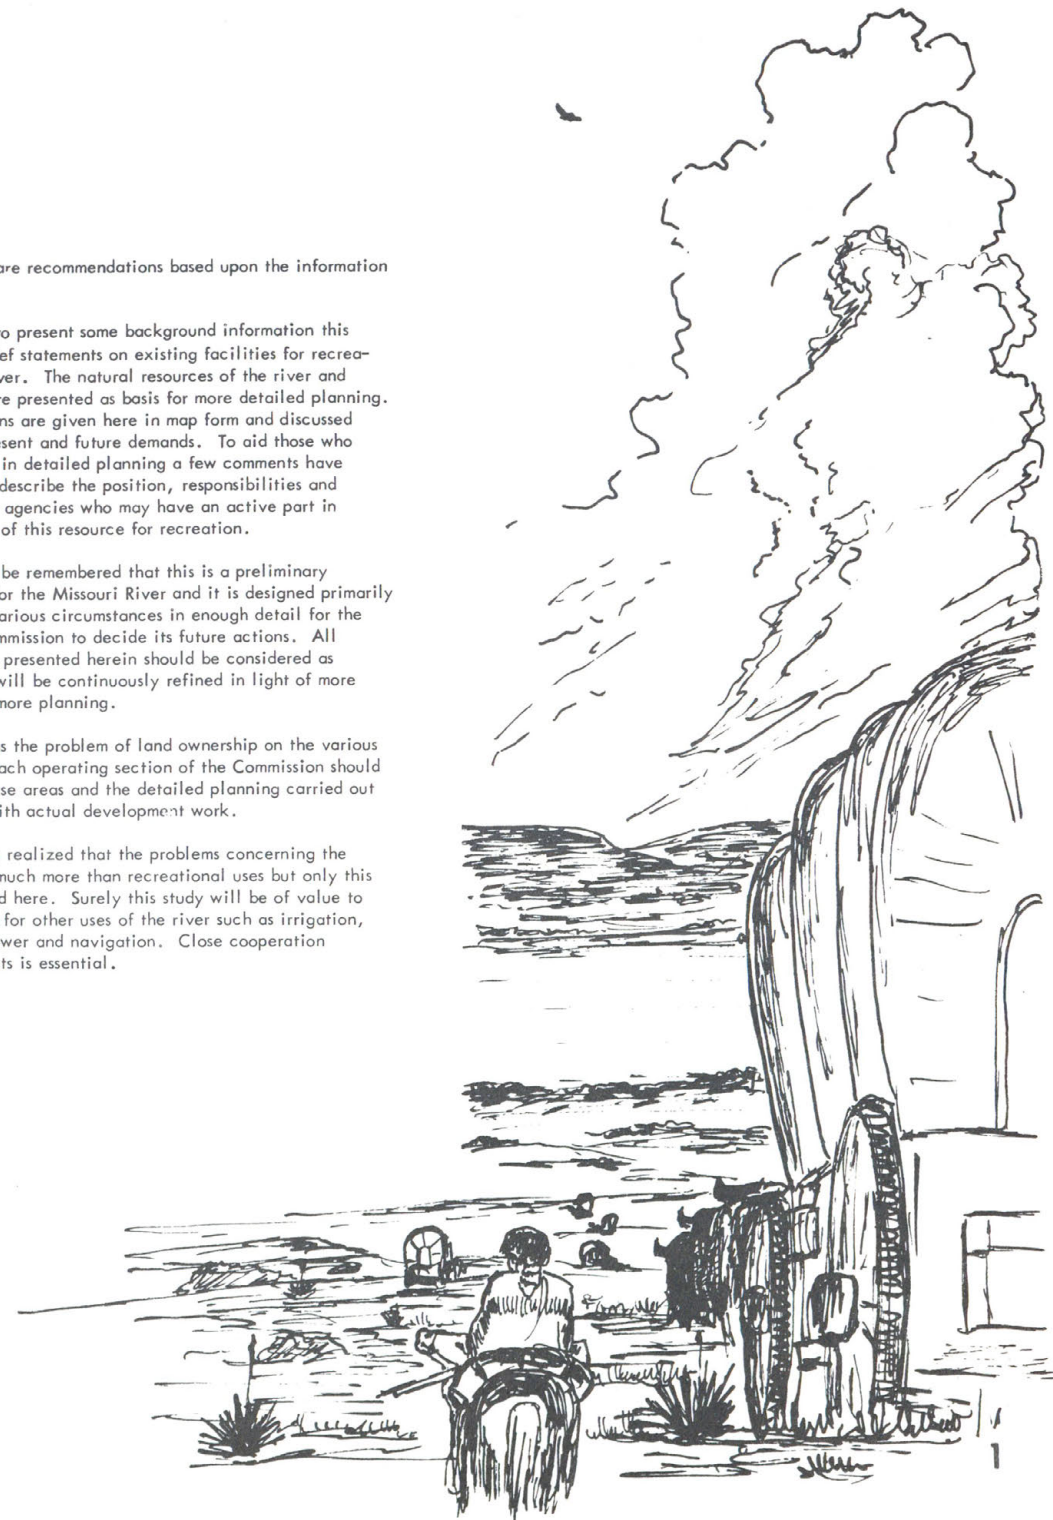 are recommendations based upon the information
o present some background information this
ef statements on existing facilities for recrea-
ver. The natural resources of the river and
re presented as basis for more detailed planning.
ns are given here in map form and discussed
sent and future demands. To aid those who
in detailed planning a few comments have
describe the position, responsibilities and
agencies who may have an active part in
of this resource for recreation.
be remembered that this is a preliminary
or the Missouri River and it is designed primarily
arious circumstances in enough detail for the
mmission to decide its future actions. All
presented herein should be considered as
will be continuously refined in light of more
more planning.
s the problem of land ownership on the various
ach operating section of the Commission should
se areas and the detailed planning carried out
ith actual development work.
realized that the problems concerning the
much more than recreational uses but only this
d here. Surely this study will be of value to
for other uses of the river such as irrigation,
wer and navigation. Close cooperation
ts is essential.
1